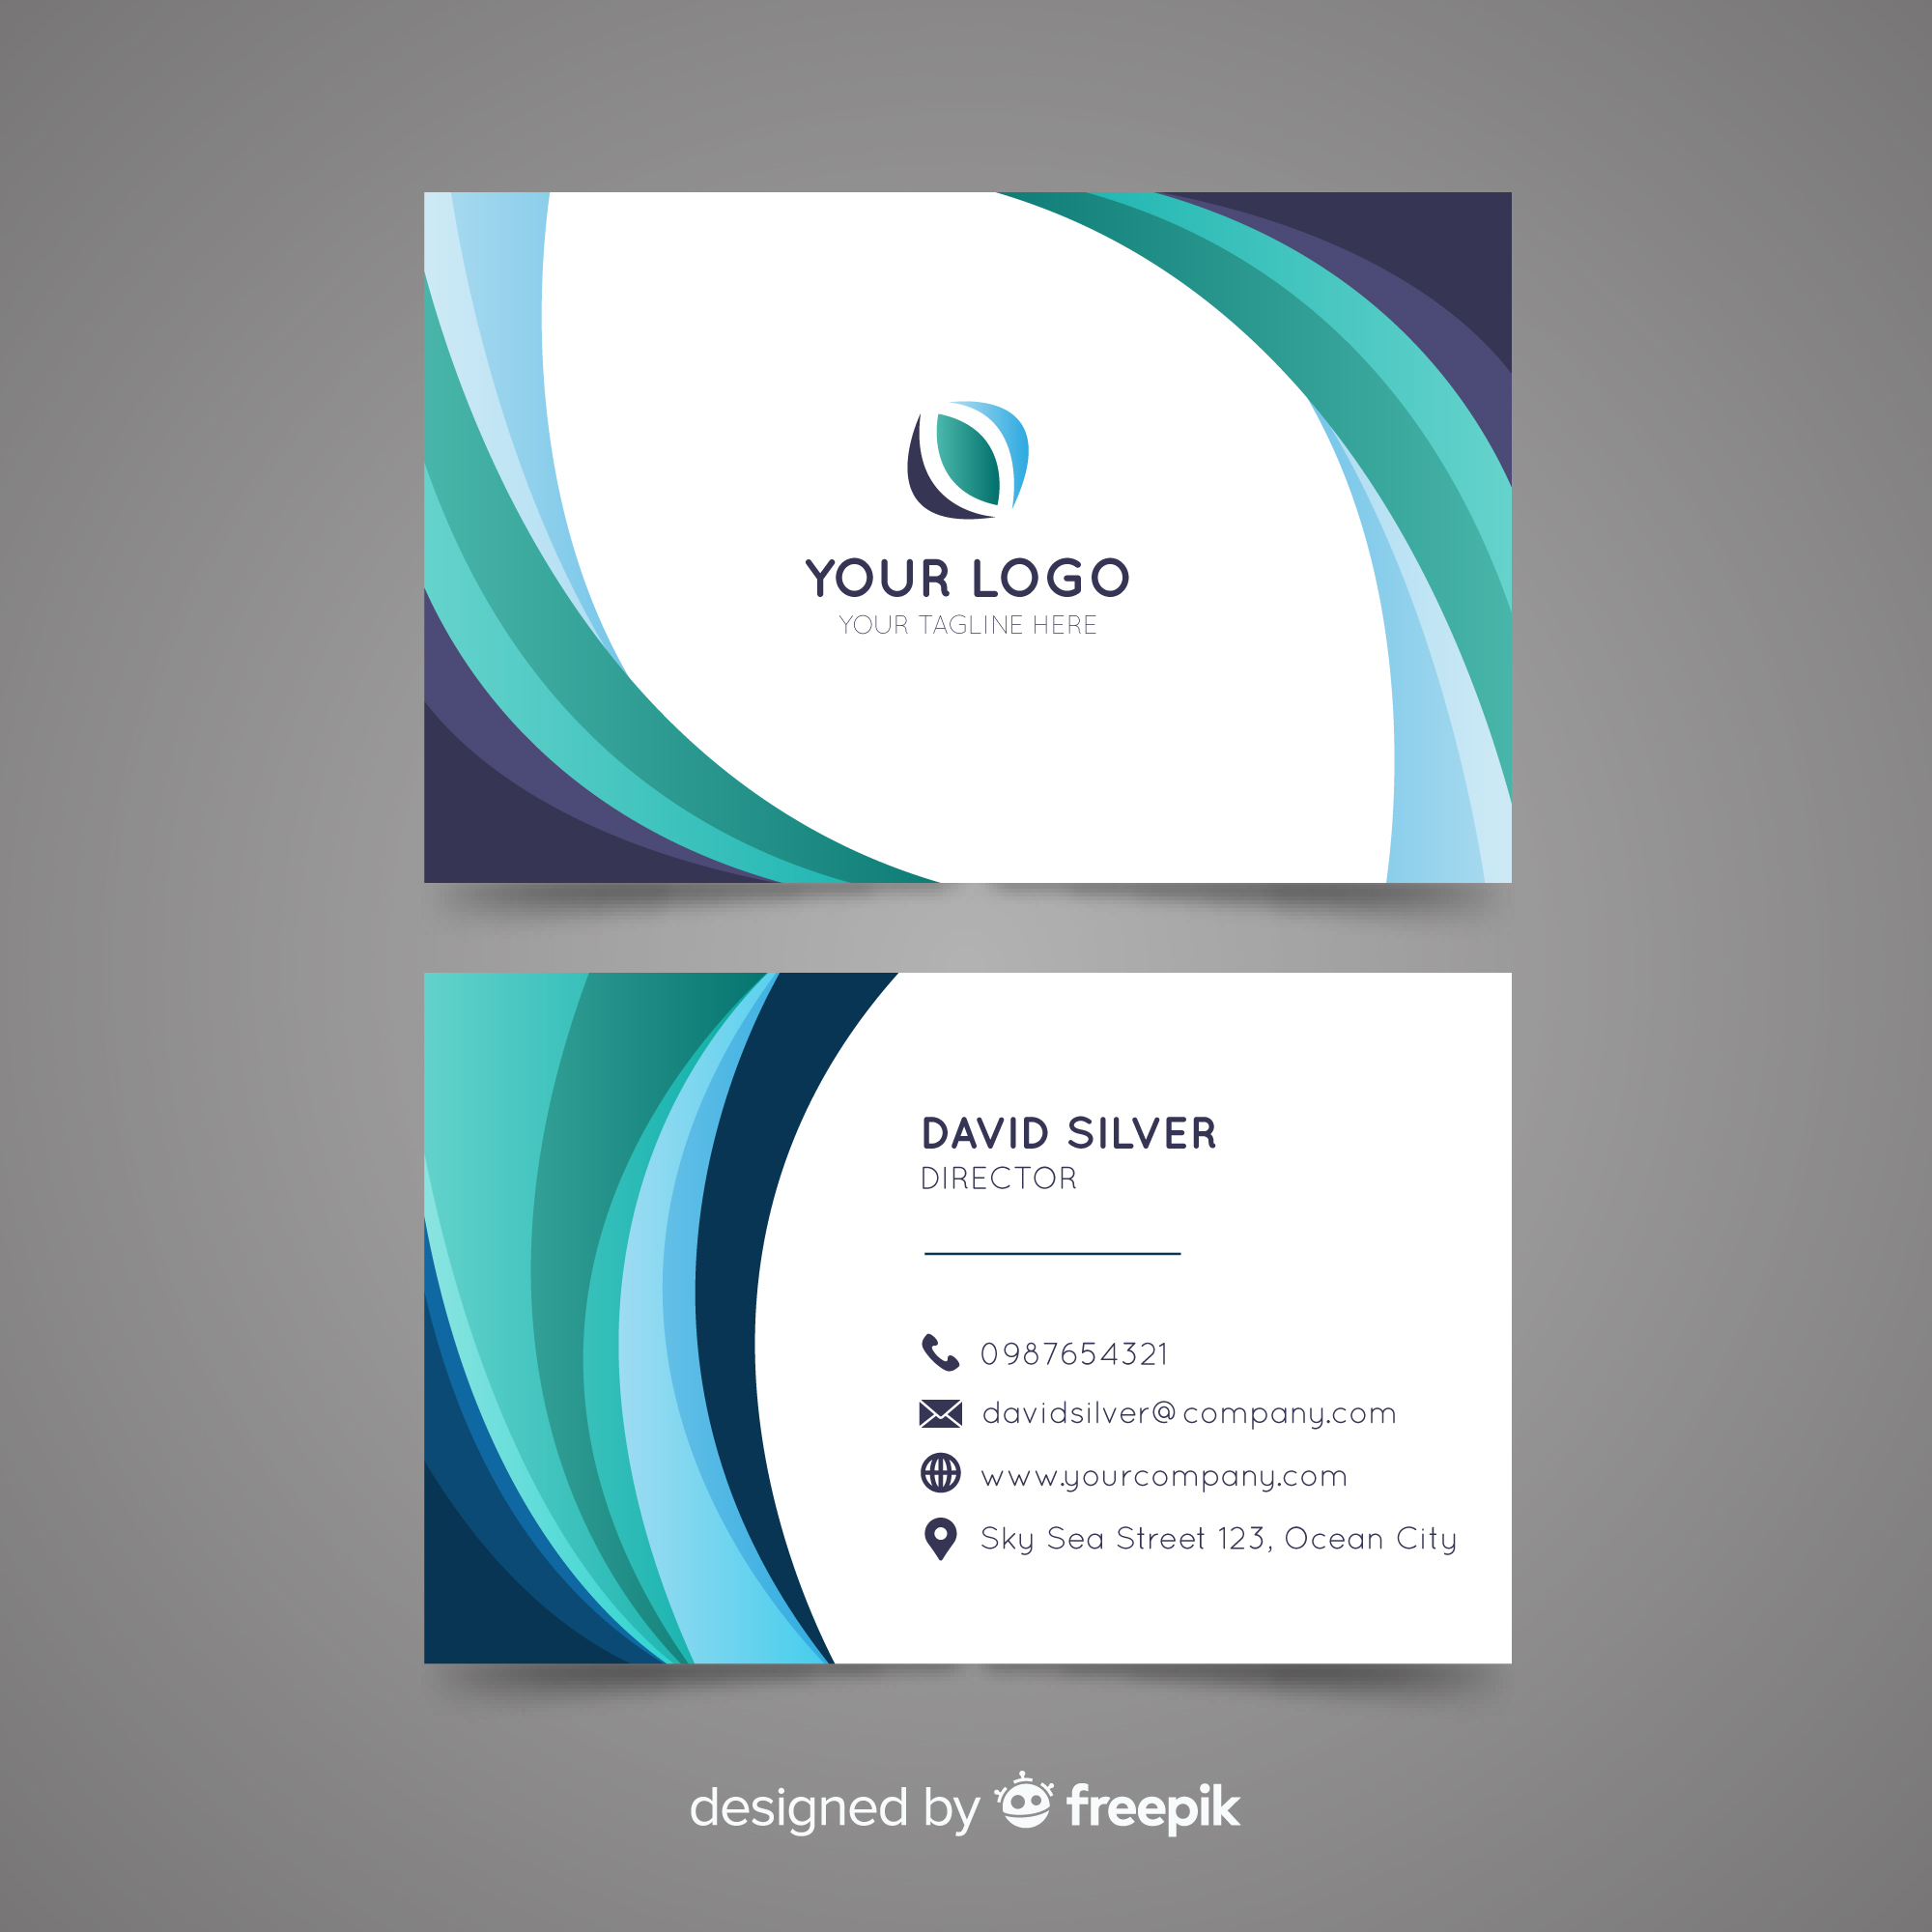 YOUR LOGO
YOUR TAGLINE HERE
DAVID SILVER
DIRECTOR
0987654321
davidsilver@company.com
www.yourcompany.com
Sky Sea Street 123, Ocean City
designed by freepik